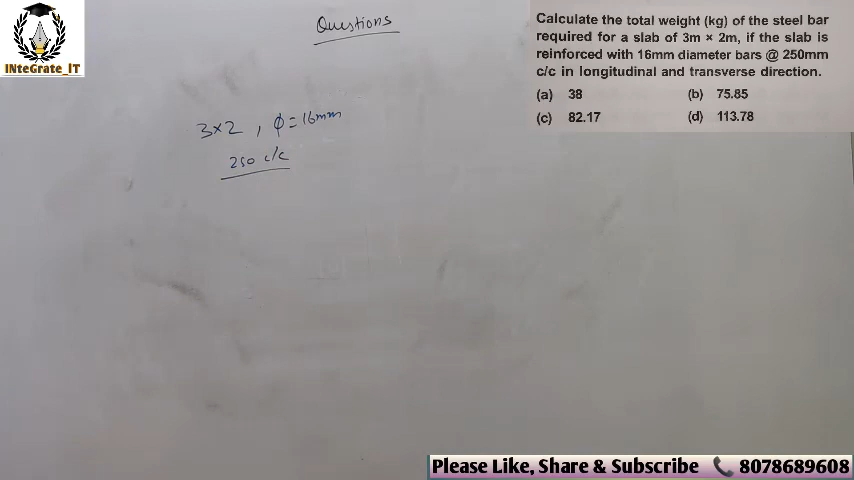 INteGrate_IT
Questions
3×2 , ϕ = 16mm
250 c/c
Calculate the total weight (kg) of the steel bar
required for a slab of 3m × 2m, if the slab is
reinforced with 16mm diameter bars @ 250mm
c/c in longitudinal and transverse direction.
(a) 38 (b) 75.85
(c) 82.17 (d) 113.78
Please Like, Share & Subscribe 8078689608